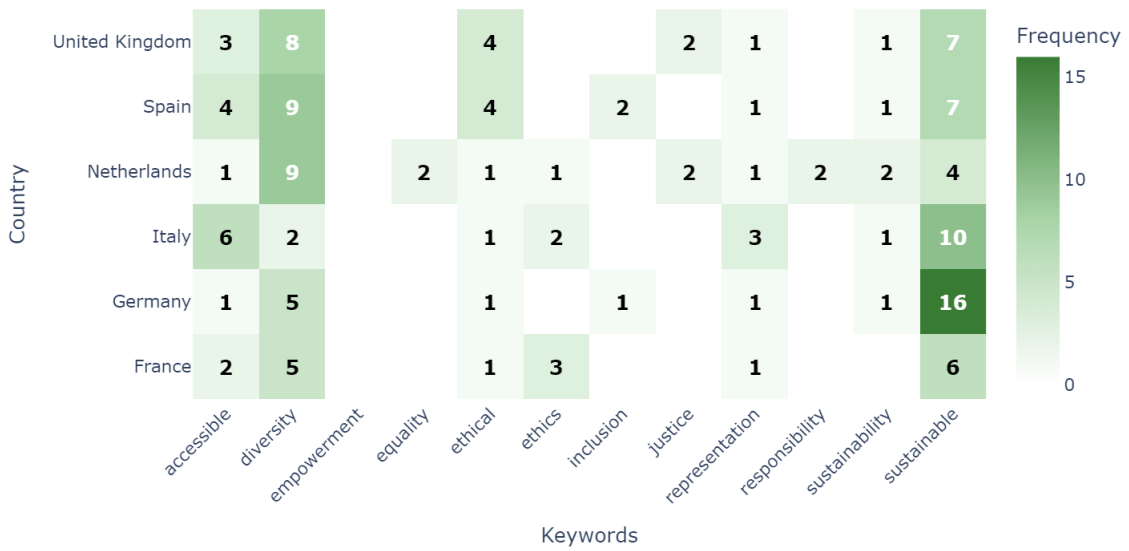 Frequency
United Kingdom 3 8 4 2 1 1 7
15
Spain 4 9 4 2 1 1 7
10
Netherlands 1 9 2 1 1 2 1 2 2 4
Country
Italy 6 2 1 2 3 1 10
5
Germany 1 5 1 1 1 1 16
France 2 5 1 3 1 6
0
accessible
diversity
empowerment
equality
ethical
ethics
inclusion
justice
representation
responsibility
sustainability
sustainable
Keywords